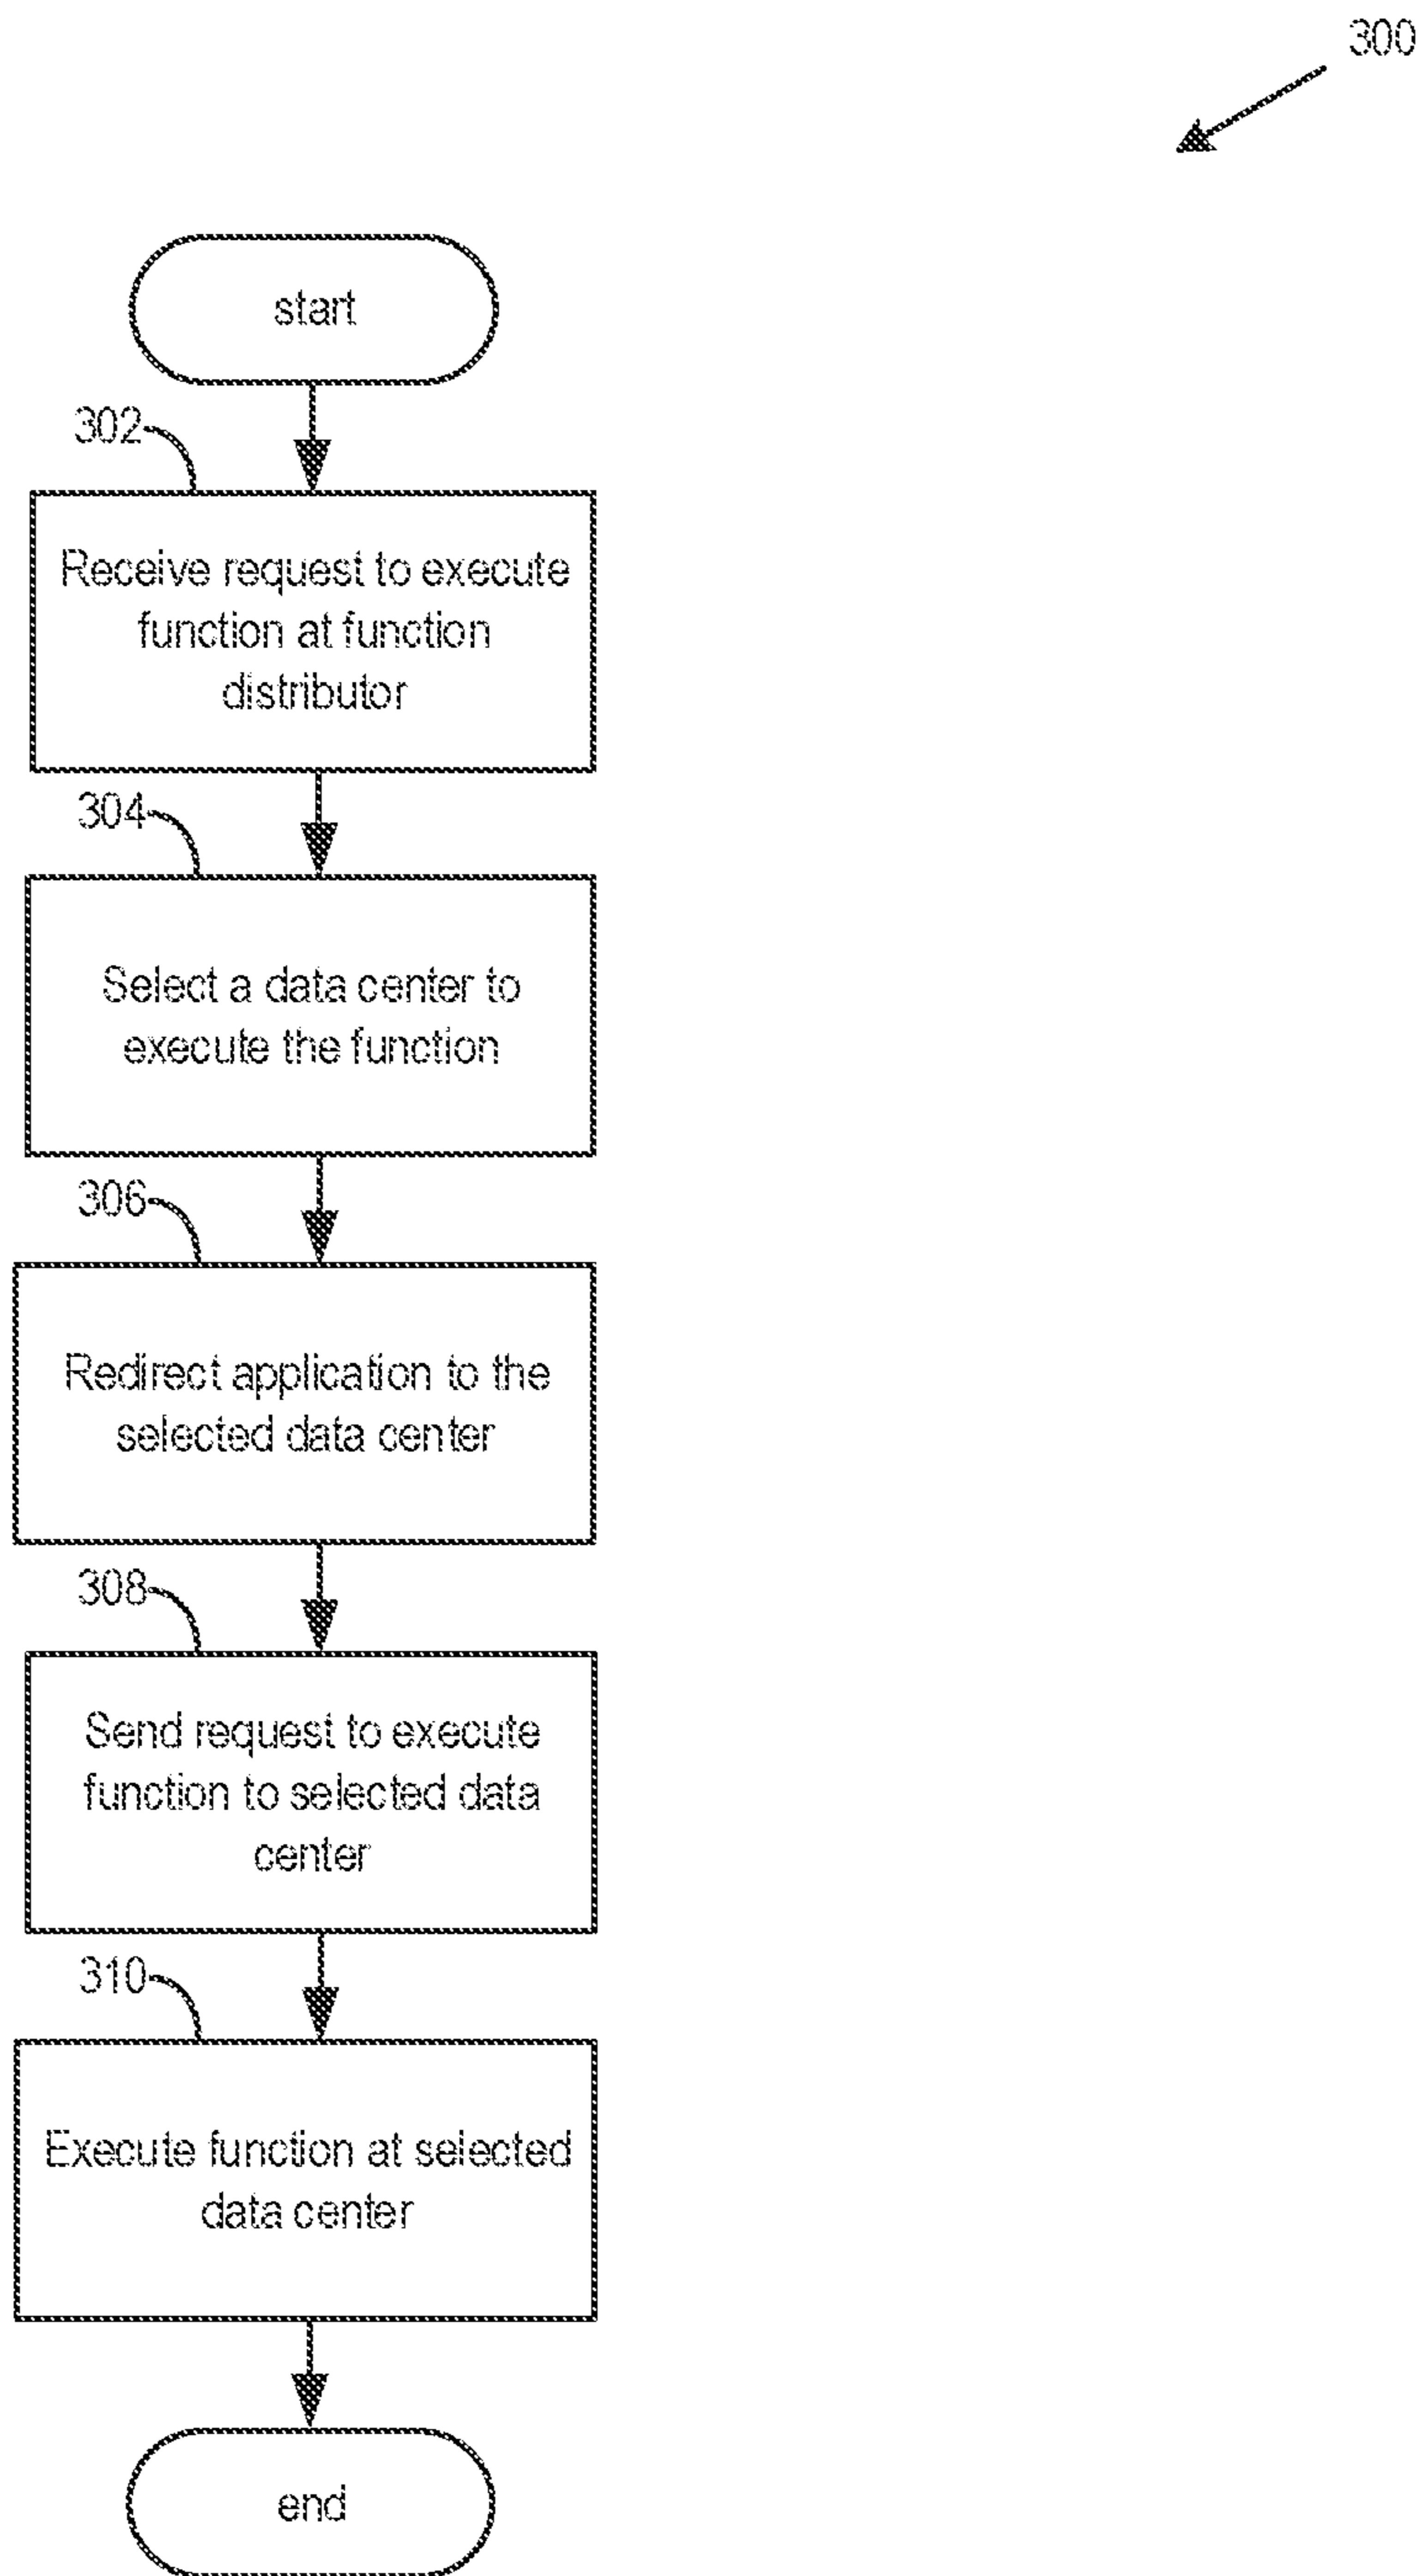 300
start
302
Receive request to execute
function at function
distributor
304
Select a data center to
execute the function
306
Redirect application to the
selected data center
308
Send request to execute
function to selected data
center
310
Execute function at selected
data center
end